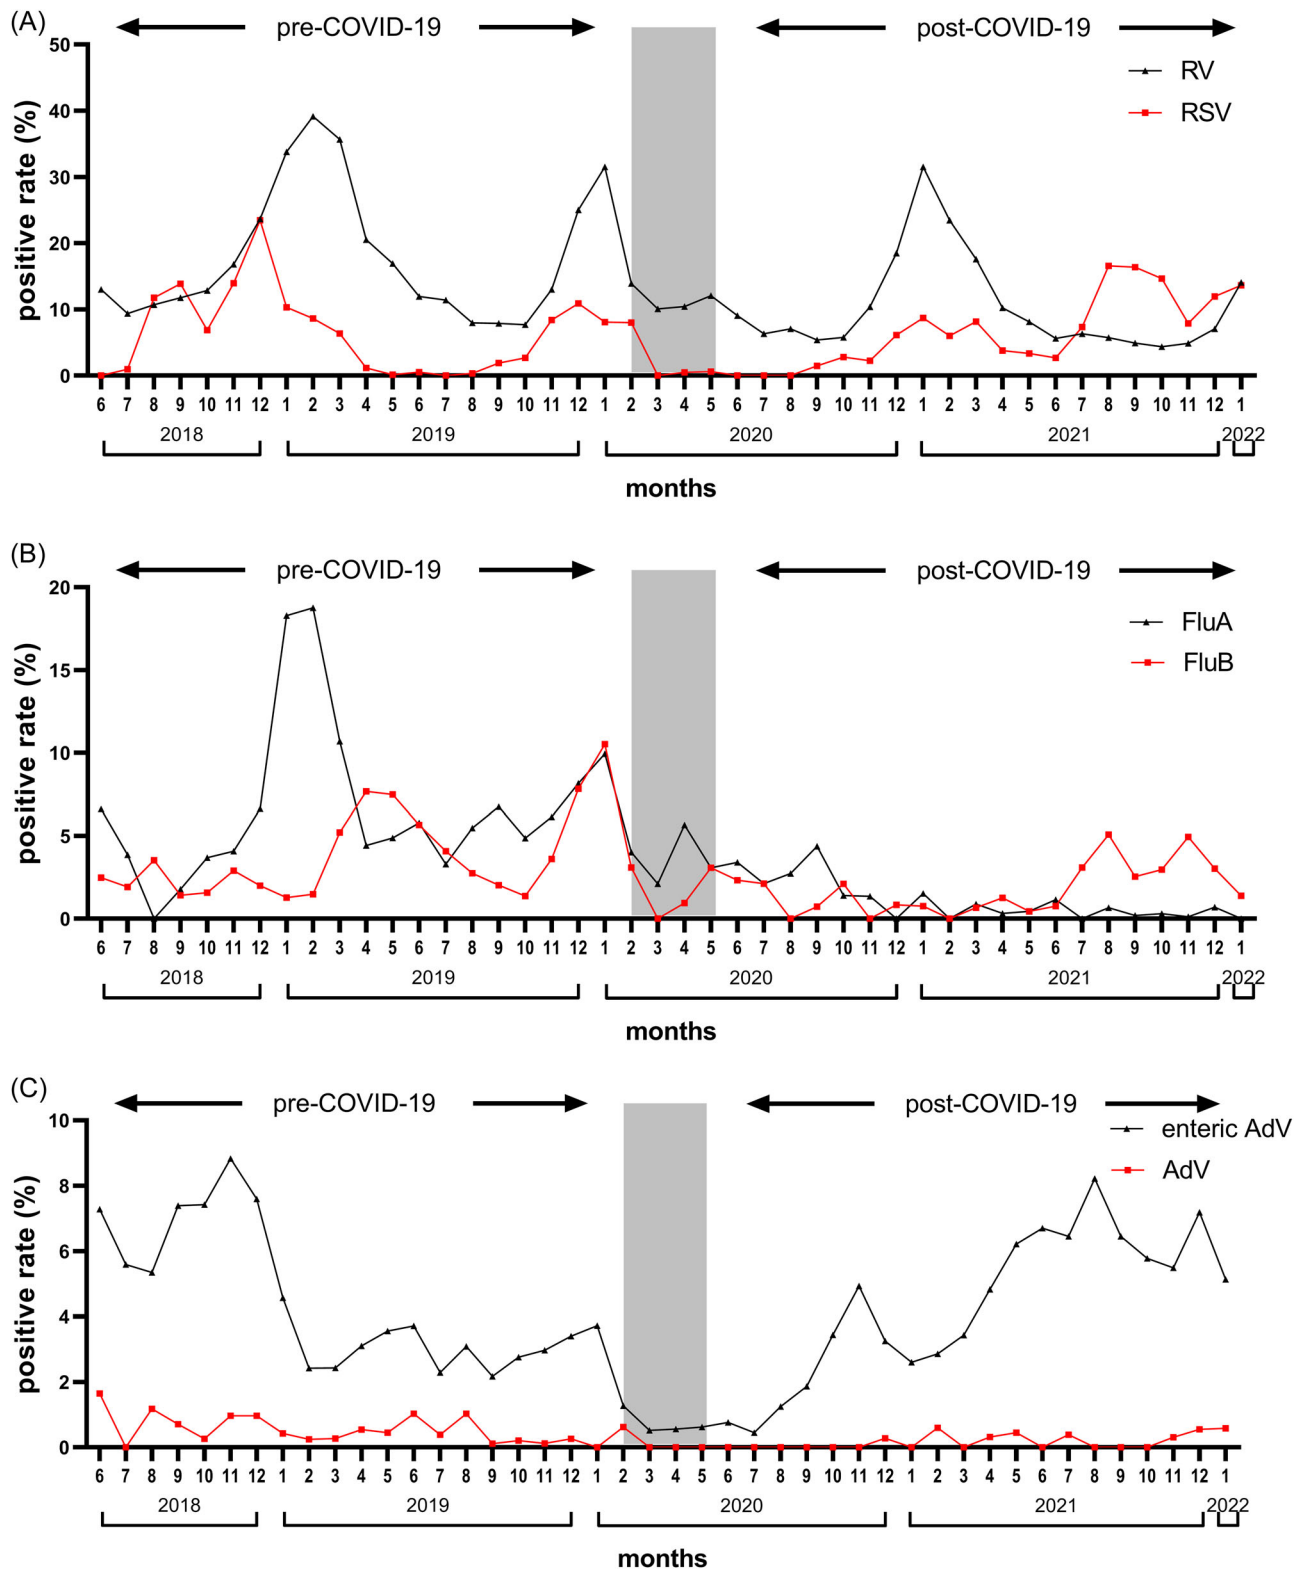 (A)
pre-COVID-19 post-COVID-19
50
40
30
20
10
0
positive rate (%)
RV
RSV
6 7 8 9 10 11 12 1 2 3 4 5 6 7 8 9 10 11 12 1 2 3 4 5 6 7 8 9 10 11 12 1 2 3 4 5 6 7 8 9 10 11 12 1
2018 2019 2020 2021 2022
months
(B)
pre-COVID-19 post-COVID-19
20
15
10
5
0
positive rate (%)
FluA
FluB
6 7 8 9 10 11 12 1 2 3 4 5 6 7 8 9 10 11 12 1 2 3 4 5 6 7 8 9 10 11 12 1 2 3 4 5 6 7 8 9 10 11 12 1
2018 2019 2020 2021 2022
months
(C)
pre-COVID-19 post-COVID-19
10
8
6
4
2
0
positive rate (%)
enteric AdV
AdV
6 7 8 9 10 11 12 1 2 3 4 5 6 7 8 9 10 11 12 1 2 3 4 5 6 7 8 9 10 11 12 1 2 3 4 5 6 7 8 9 10 11 12 1
2018 2019 2020 2021 2022
months